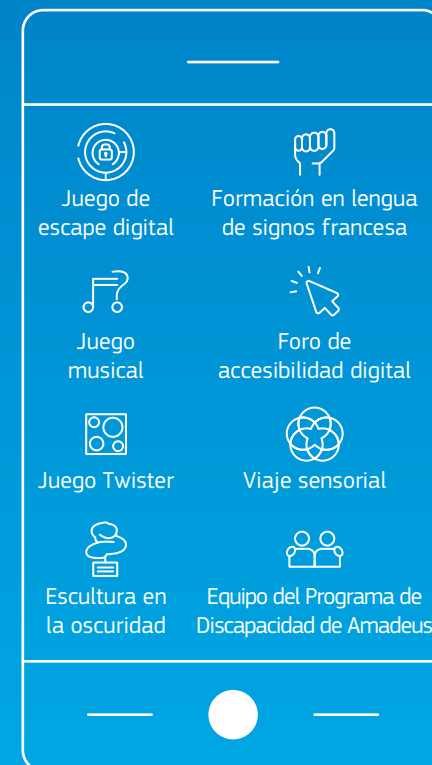 Juego de
escape digital
Formación en lengua
de signos francesa
Juego
musical
Foro de
accesibilidad digital
Juego Twister
Viaje sensorial
Escultura en
la oscuridad
Equipo del Programa de
Discapacidad de Amadeus